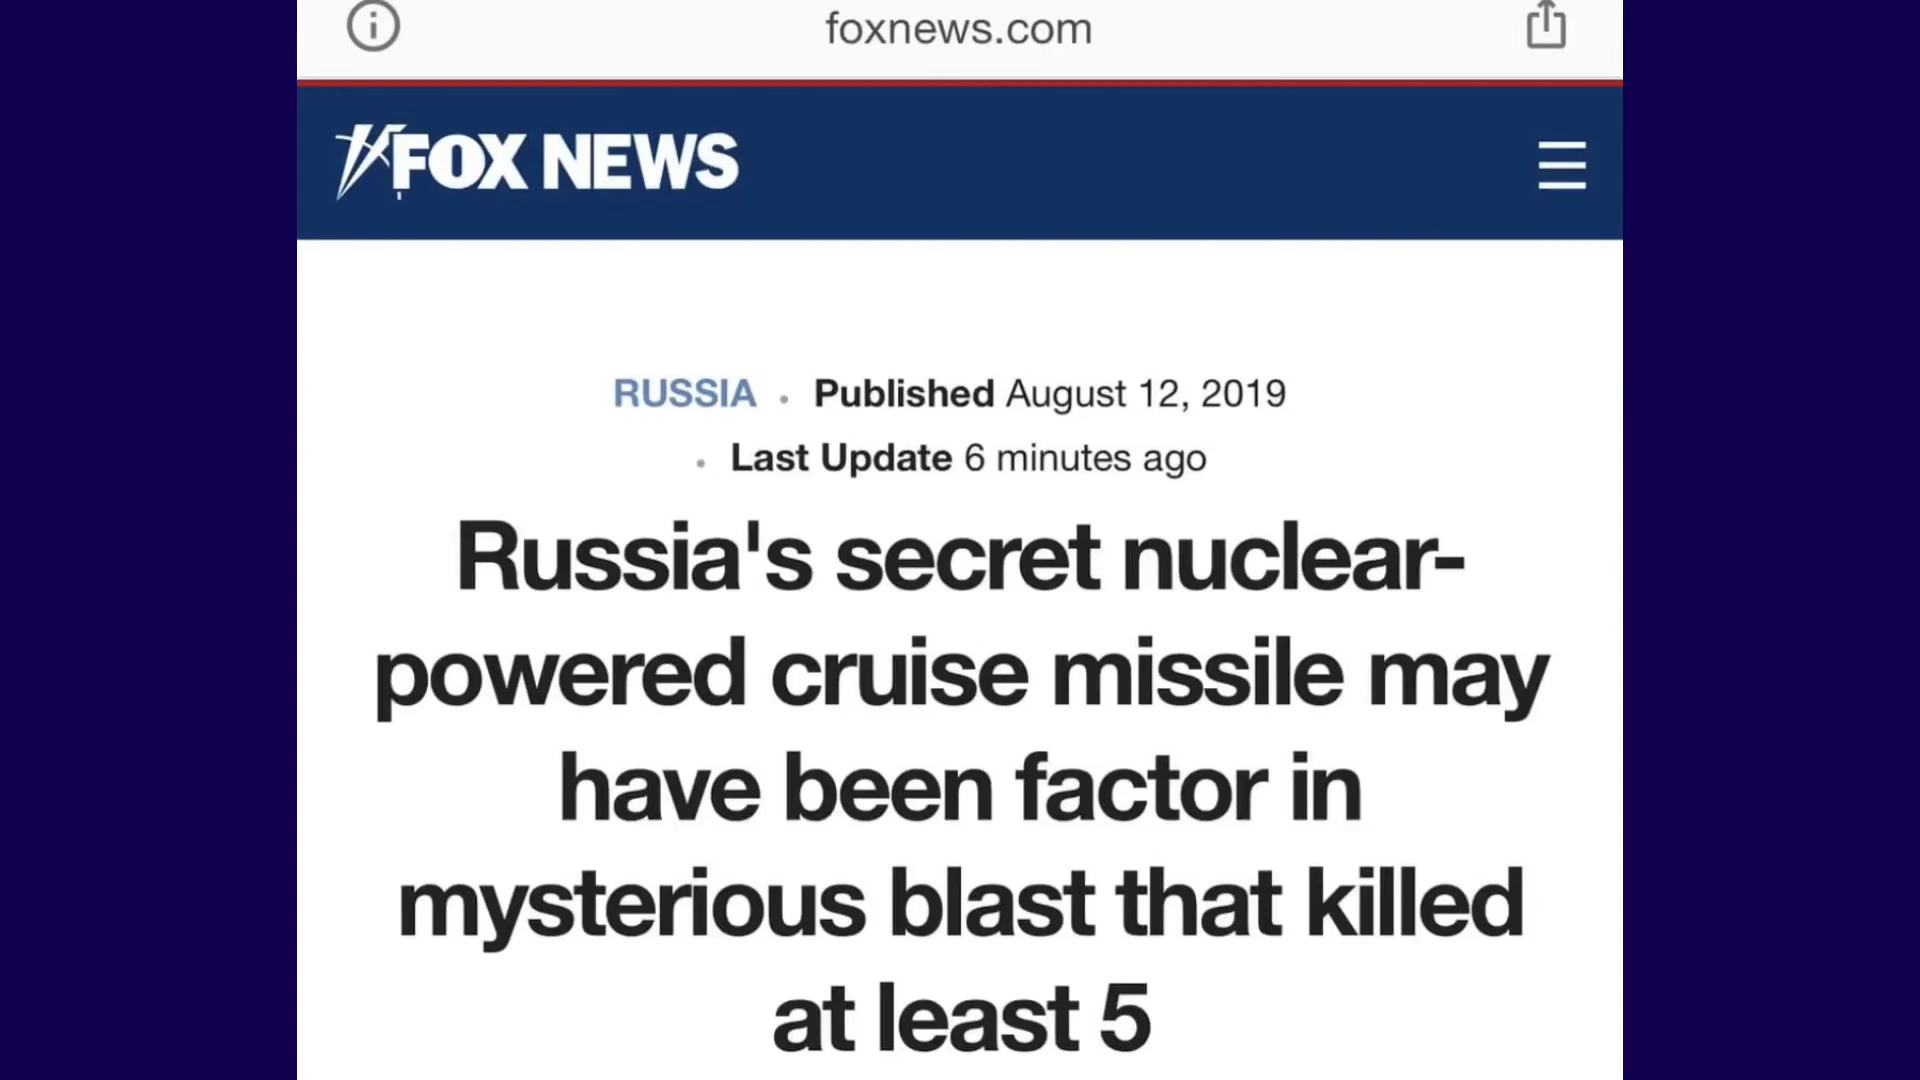 foxnews.com
FOX NEWS
RUSSIA • Published August 12, 2019
• Last Update 6 minutes ago
Russia's secret nuclear-
powered cruise missile may
have been factor in
mysterious blast that killed
at least 5